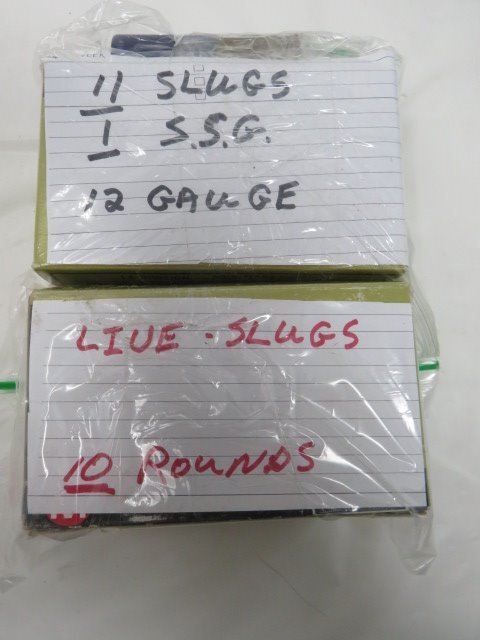 11 SLUGS
1 S.S.G.
12 GAUGE
LIVE - SLUGS
10 ROUNDS